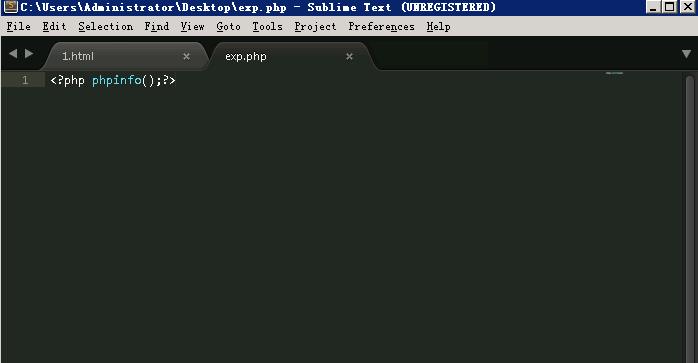 C:\Users\Administrator\Desktop\exp.php - Sublime Text (UNREGISTERED)
File Edit Selection Find View Goto Tools Project Preferences Help
1.html × exp.php ×
1 <?php phpinfo();?>